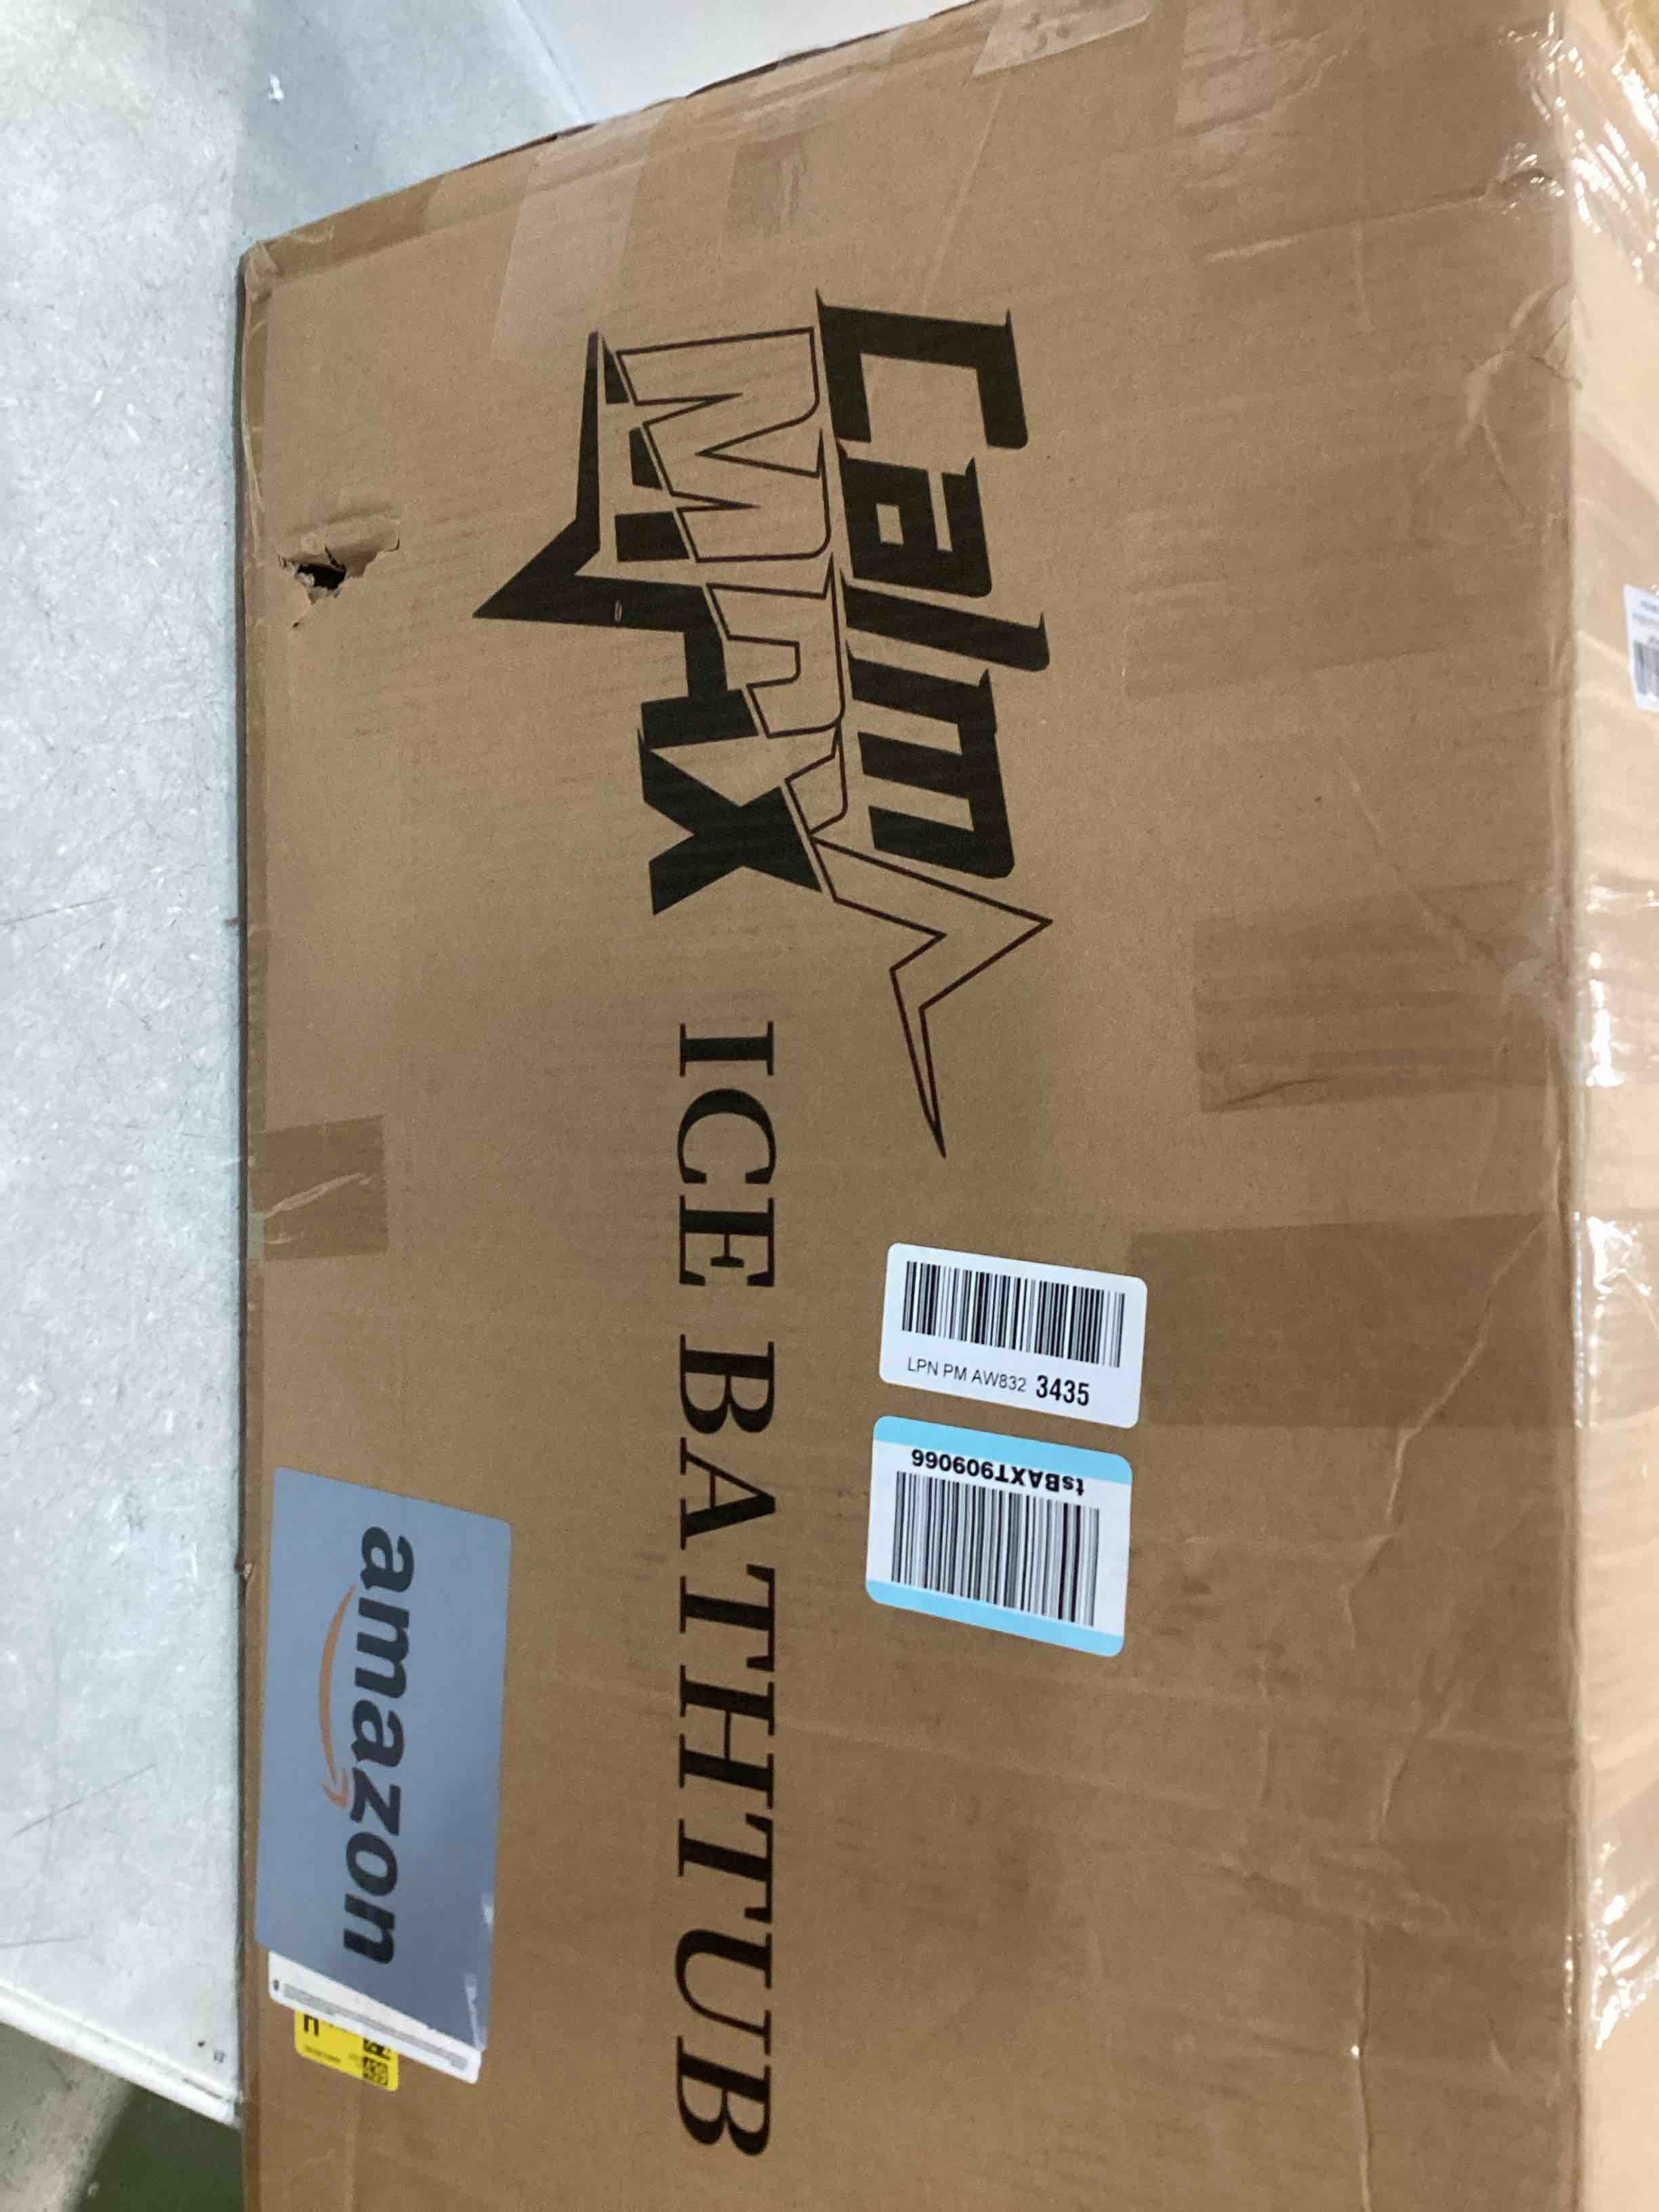 Calm
MAX
ICE BATHTUB
LPN PM AW832 3435
tsBAXT909066
amazon
H